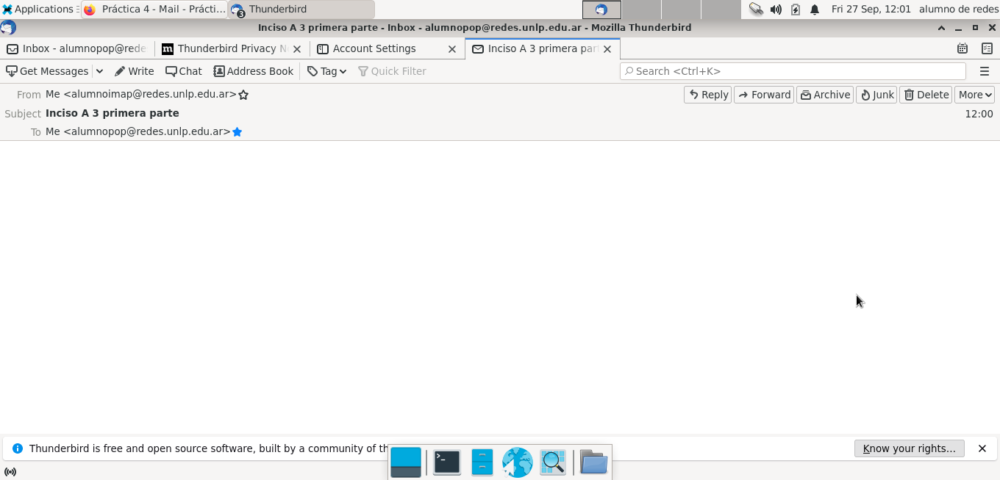 Applications Práctica 4 - Mail - Prácti... 3 Thunderbird Fri 27 Sep, 12:01 alumno de redes
Inciso A 3 primera parte - Inbox - alumnopop@redes.unlp.edu.ar - Mozilla Thunderbird
Inbox - alumnopop@rede m Thunderbird Privacy N Account Settings Inciso A 3 primera par
Get Messages Write Chat Address Book Tag Quick Filter Search <Ctrl+K>
From Me <alumnoimap@redes.unlp.edu.ar> Reply Forward Archive Junk Delete More
Subject Inciso A 3 primera parte 12:00
To Me <alumnopop@redes.unlp.edu.ar>
Thunderbird is free and open source software, built by a community of th Know your rights...